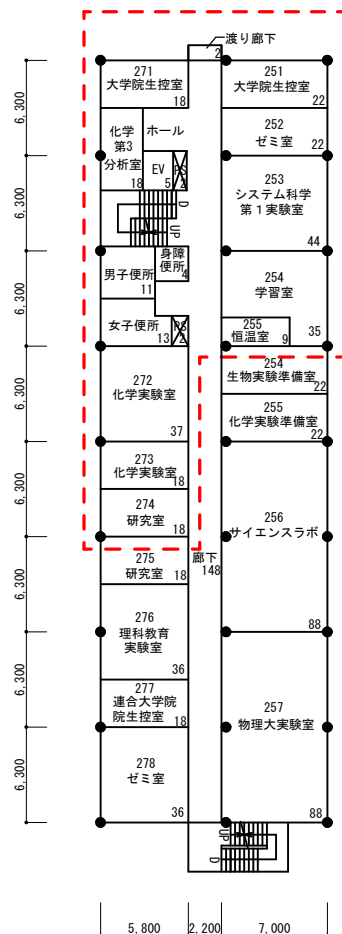 渡り廊下
2
271
大学院生控室
18
251
大学院生控室
22
化学
第3
分析室
18
ホール
EV
5
PS
2
252
ゼミ室
22
253
システム科学
第1実験室
44
D
UP
身障
便所
4
男子便所
11
254
学習室
35
女子便所
13
PS
2
255
恒温室
9
272
化学実験室
37
254
生物実験準備室
22
255
化学実験準備室
22
273
化学実験室
18
274
研究室
18
256
サイエンスラボ
88
廊下
148
275
研究室
18
276
理科教育
実験室
36
277
連合大学院
院生控室
18
257
物理大実験室
88
278
ゼミ室
36
UP
D
6,300
6,300
6,300
6,300
6,300
6,300
6,300
6,300
5,800
2,200
7,000